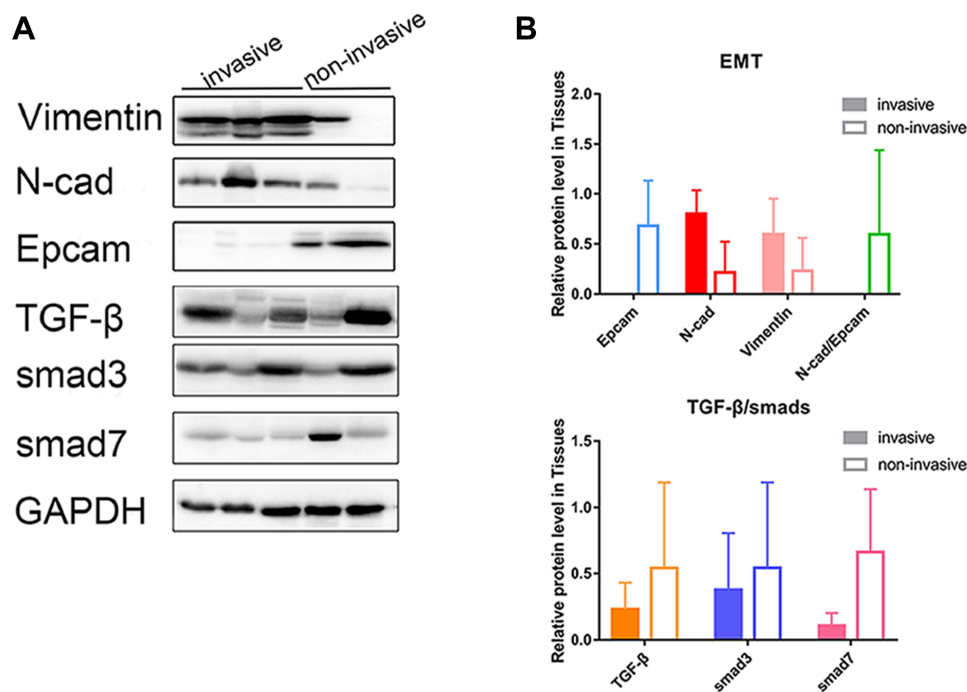 A
invasive
non-invasive
Vimentin
N-cad
Epcam
TGF-β
smad3
smad7
GAPDH
B
EMT
Relative protein level in Tissues
2.0
1.5
1.0
0.5
0.0
invasive
non-invasive
Epcam
N-cad
Vimentin
N-cad/Epcam
TGF-β/smads
Relative protein level in Tissues
1.5
1.0
0.5
0.0
invasive
non-invasive
TGF-β
smad3
smad7